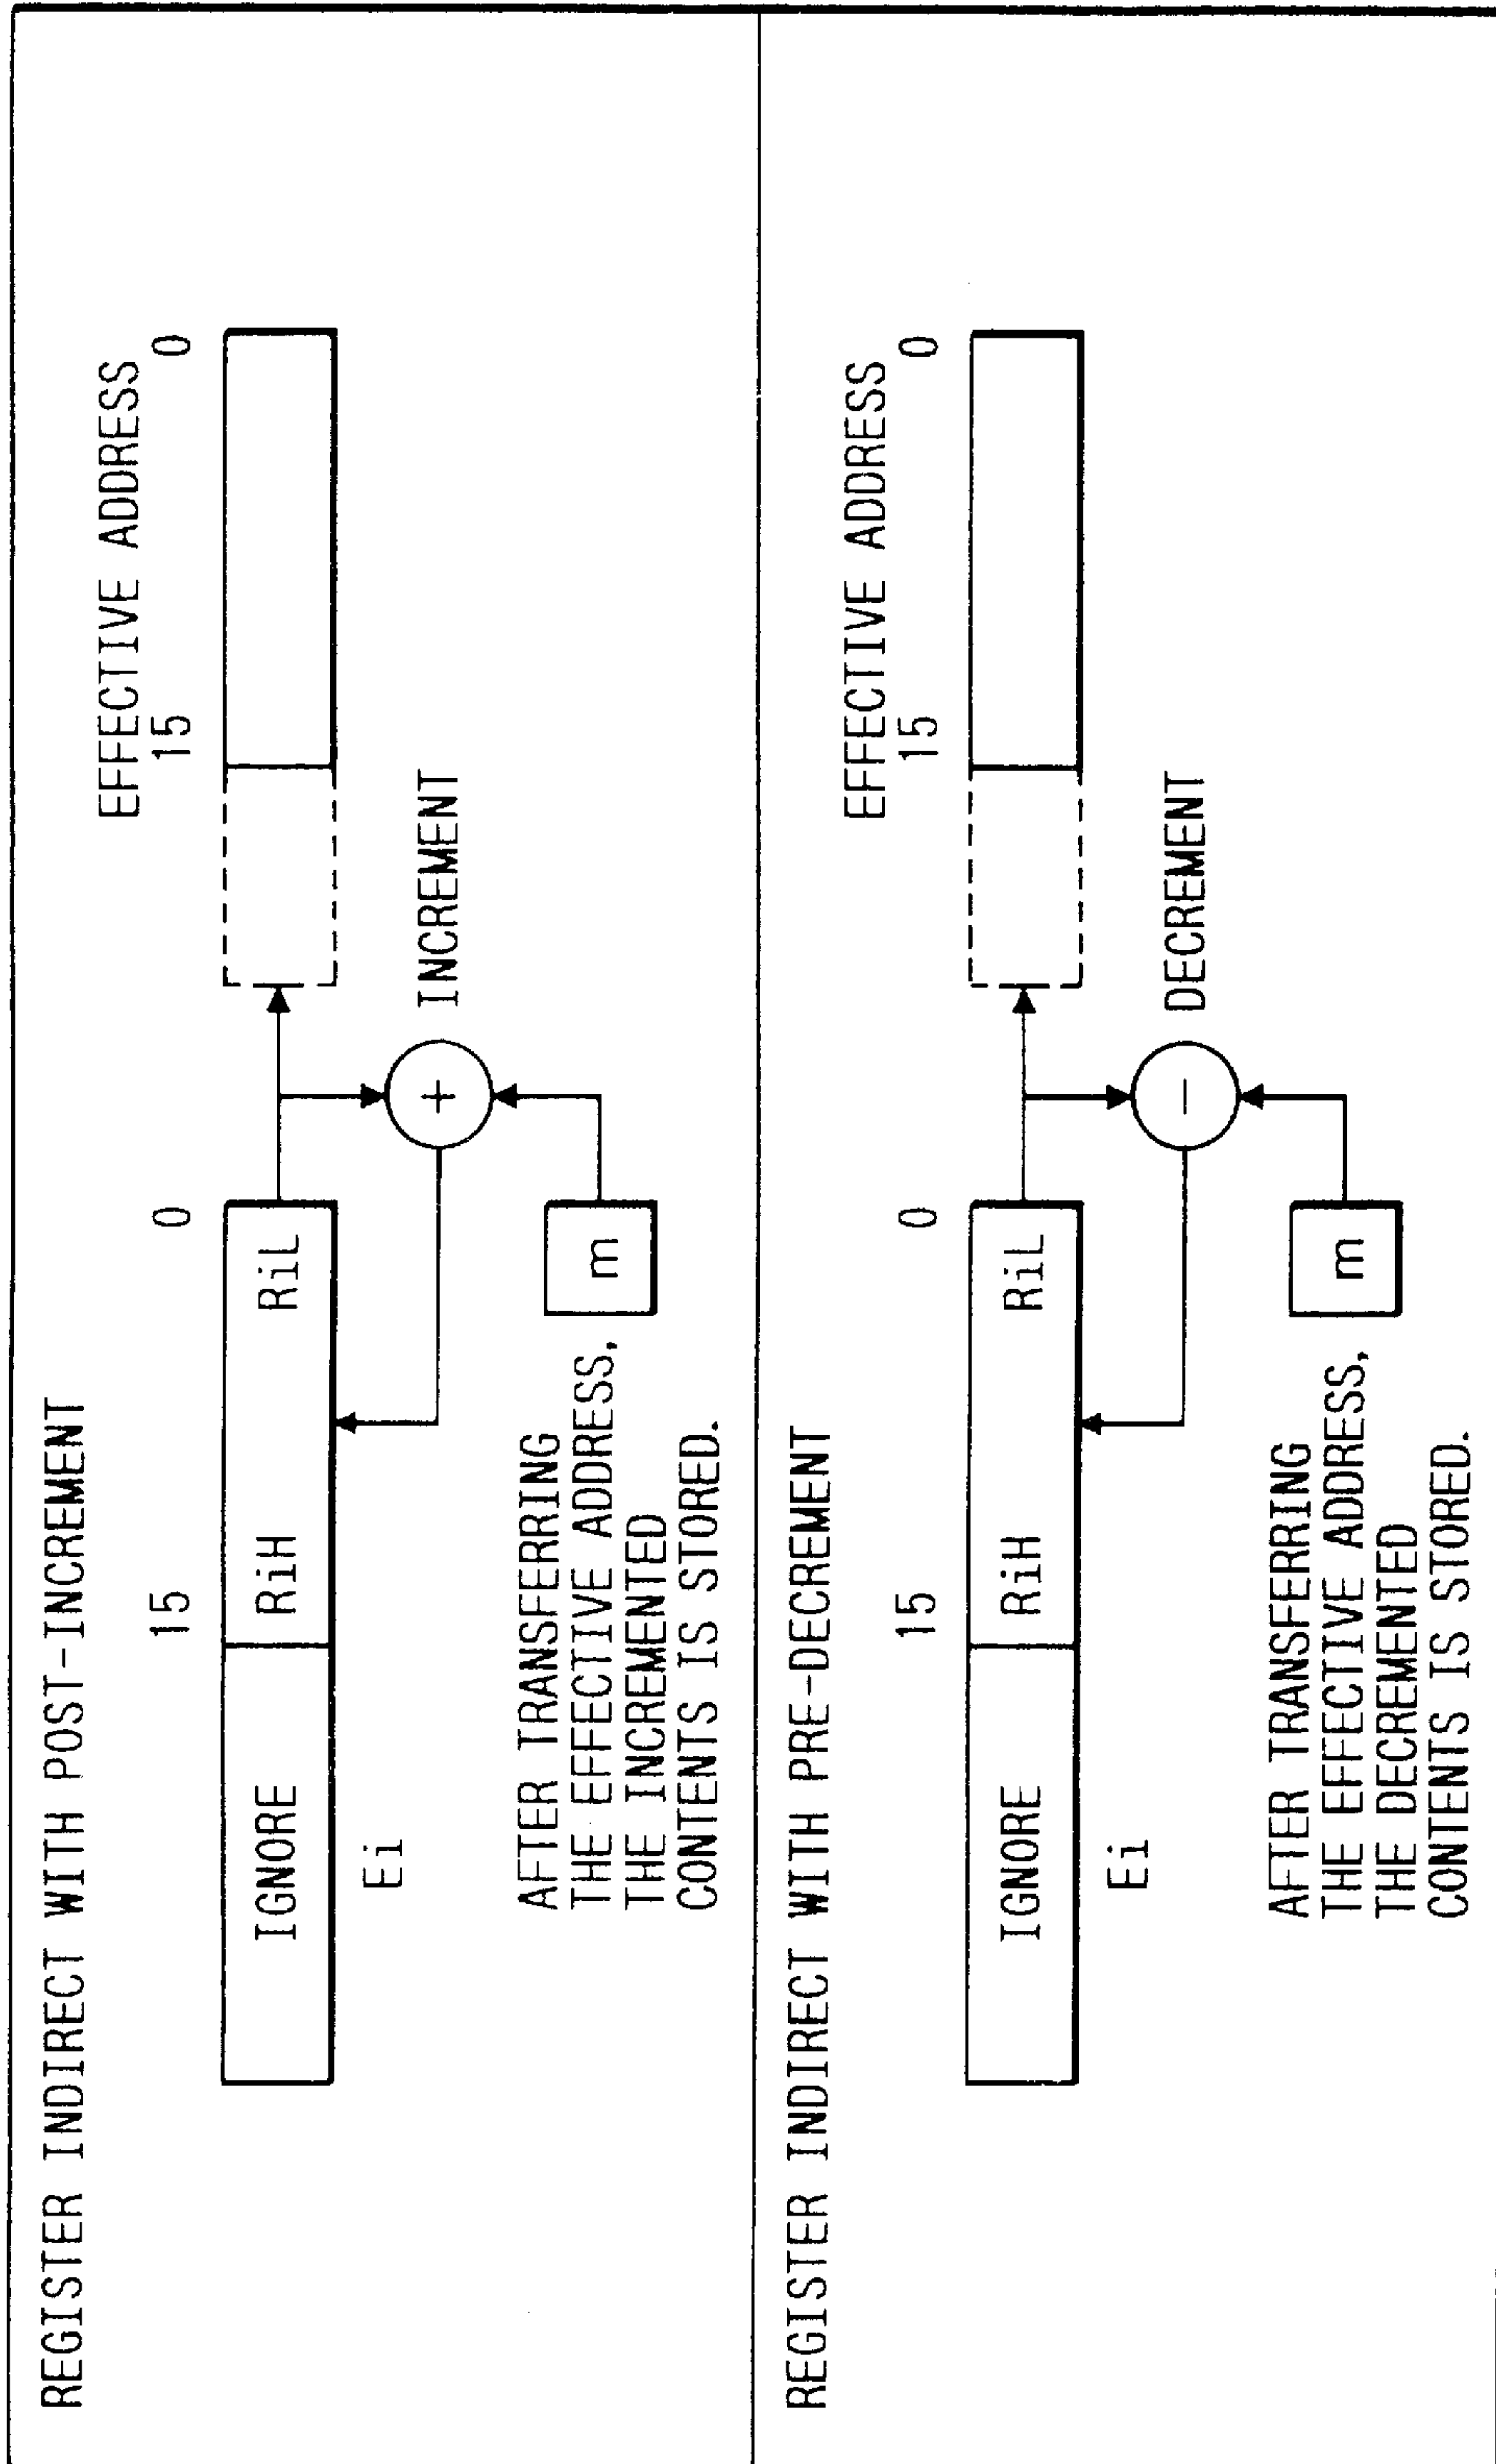 REGISTER INDIRECT WITH POST-INCREMENT
EFFECTIVE ADDRESS
15 0 15 0
IGNORE RiH RiL
Ei
+ INCREMENT
m
AFTER TRANSFERRING
THE EFFECTIVE ADDRESS,
THE INCREMENTED
CONTENTS IS STORED.
REGISTER INDIRECT WITH PRE-DECREMENT
EFFECTIVE ADDRESS
15 0 15 0
IGNORE RiH RiL
Ei
− DECREMENT
m
AFTER TRANSFERRING
THE EFFECTIVE ADDRESS,
THE DECREMENTED
CONTENTS IS STORED.